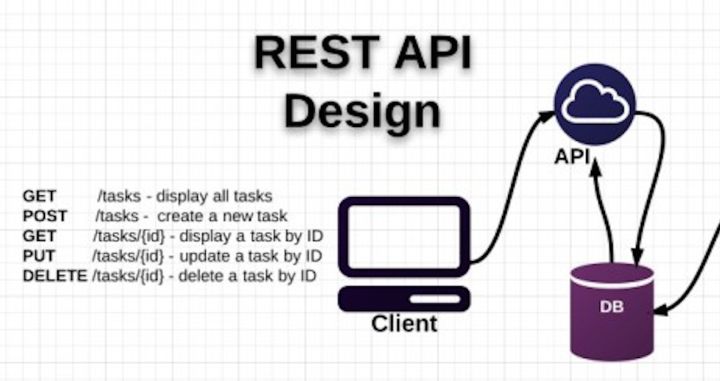 REST API
Design
GET /tasks - display all tasks
POST /tasks - create a new task
GET /tasks/{id} - display a task by ID
PUT /tasks/{id} - update a task by ID
DELETE /tasks/{id} - delete a task by ID
Client
API
DB